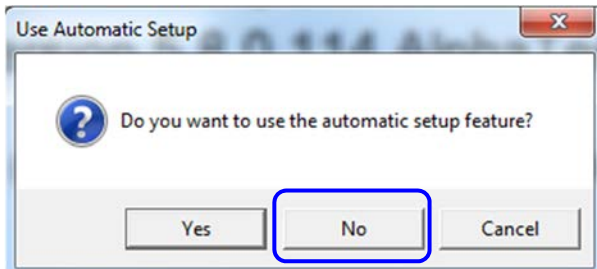 Use Automatic Setup
Do you want to use the automatic setup feature?
Yes
No
Cancel